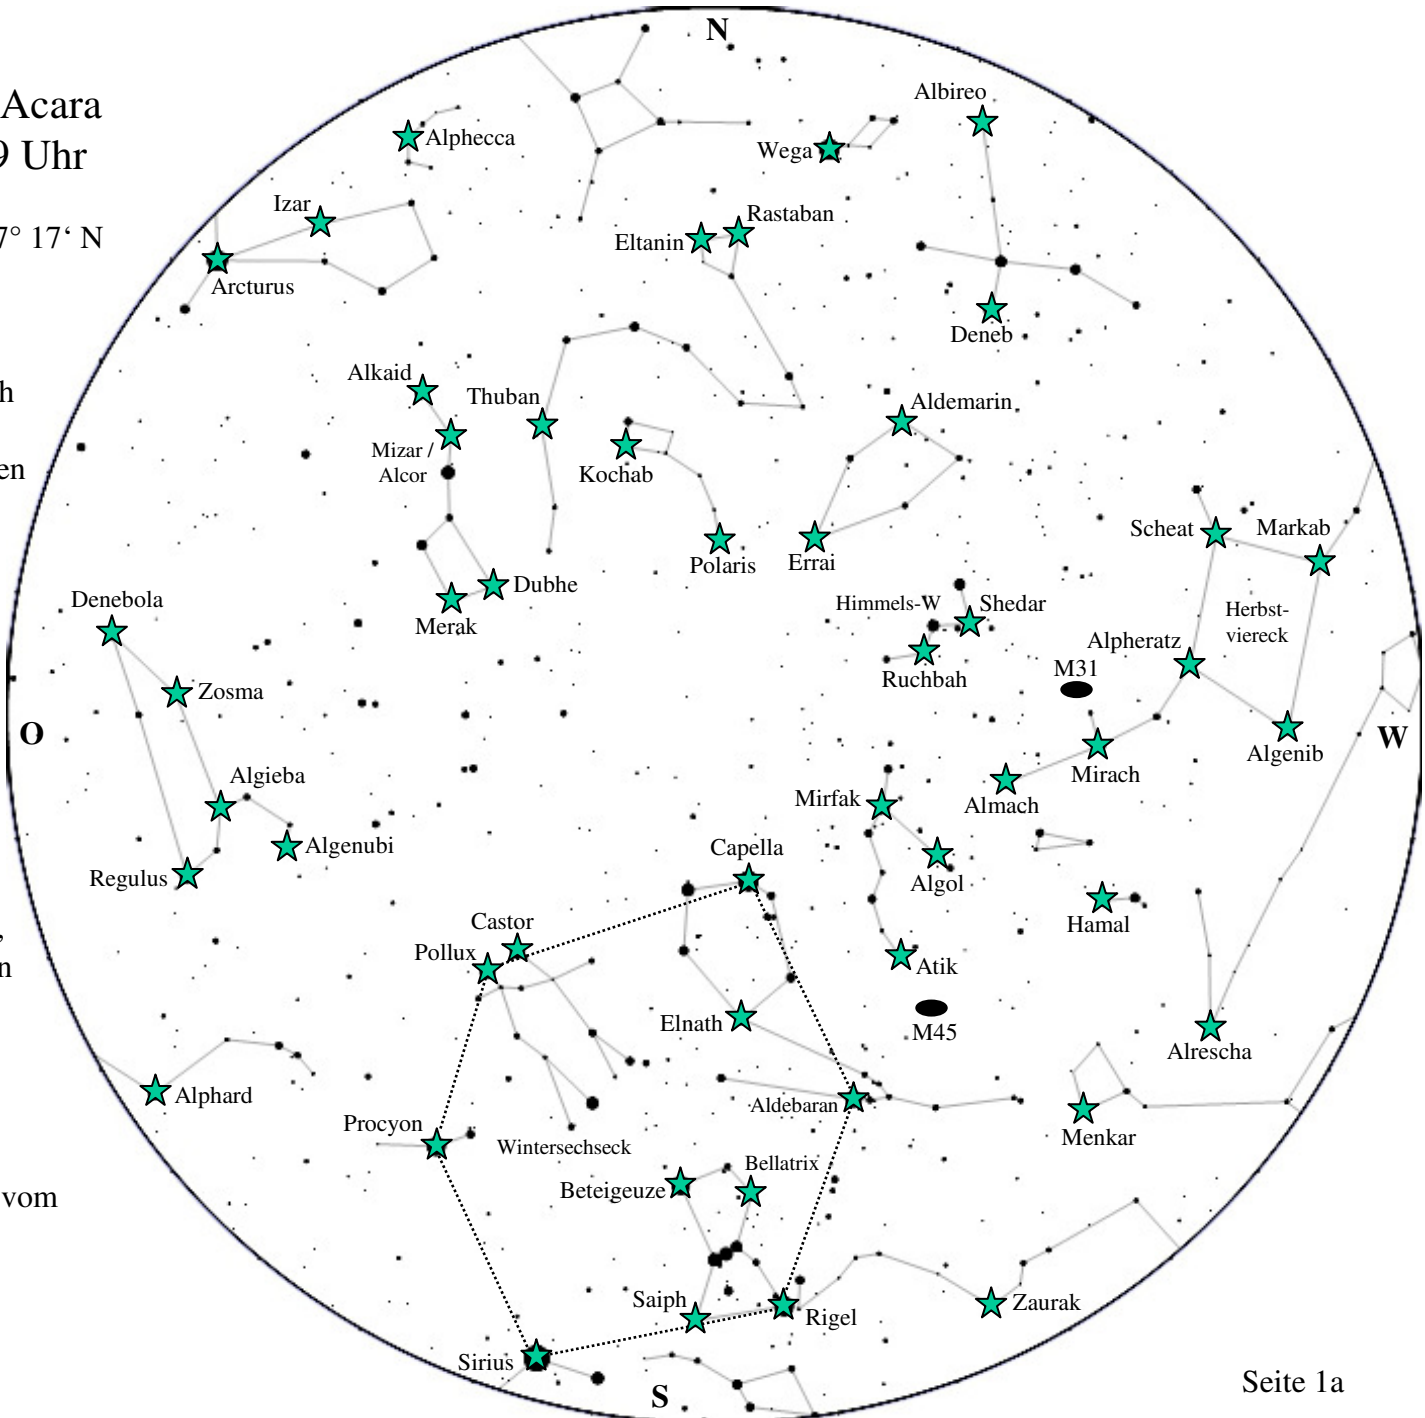 N
Acara
9 Uhr
7° 17‘ N
h
en
,
n
vom
Albireo
Alphecca
Wega
Izar
Rastaban
Eltanin
Arcturus
Deneb
Alkaid
Thuban
Aldemarin
Mizar /
Alcor
Kochab
Scheat
Markab
Polaris
Errai
Dubhe
Denebola
Merak
Himmels-W
Shedar
Herbst-
viereck
Alpheratz
M31
Ruchbah
Zosma
O
W
Algenib
Algieba
Mirach
Mirfak
Almach
Algenubi
Capella
Regulus
Algol
Castor
Hamal
Pollux
Atik
Elnath
M45
Alrescha
Alphard
Aldebaran
Procyon
Menkar
Wintersechseck
Bellatrix
Beteigeuze
Saiph
Rigel
Zaurak
Sirius
S
Seite 1a